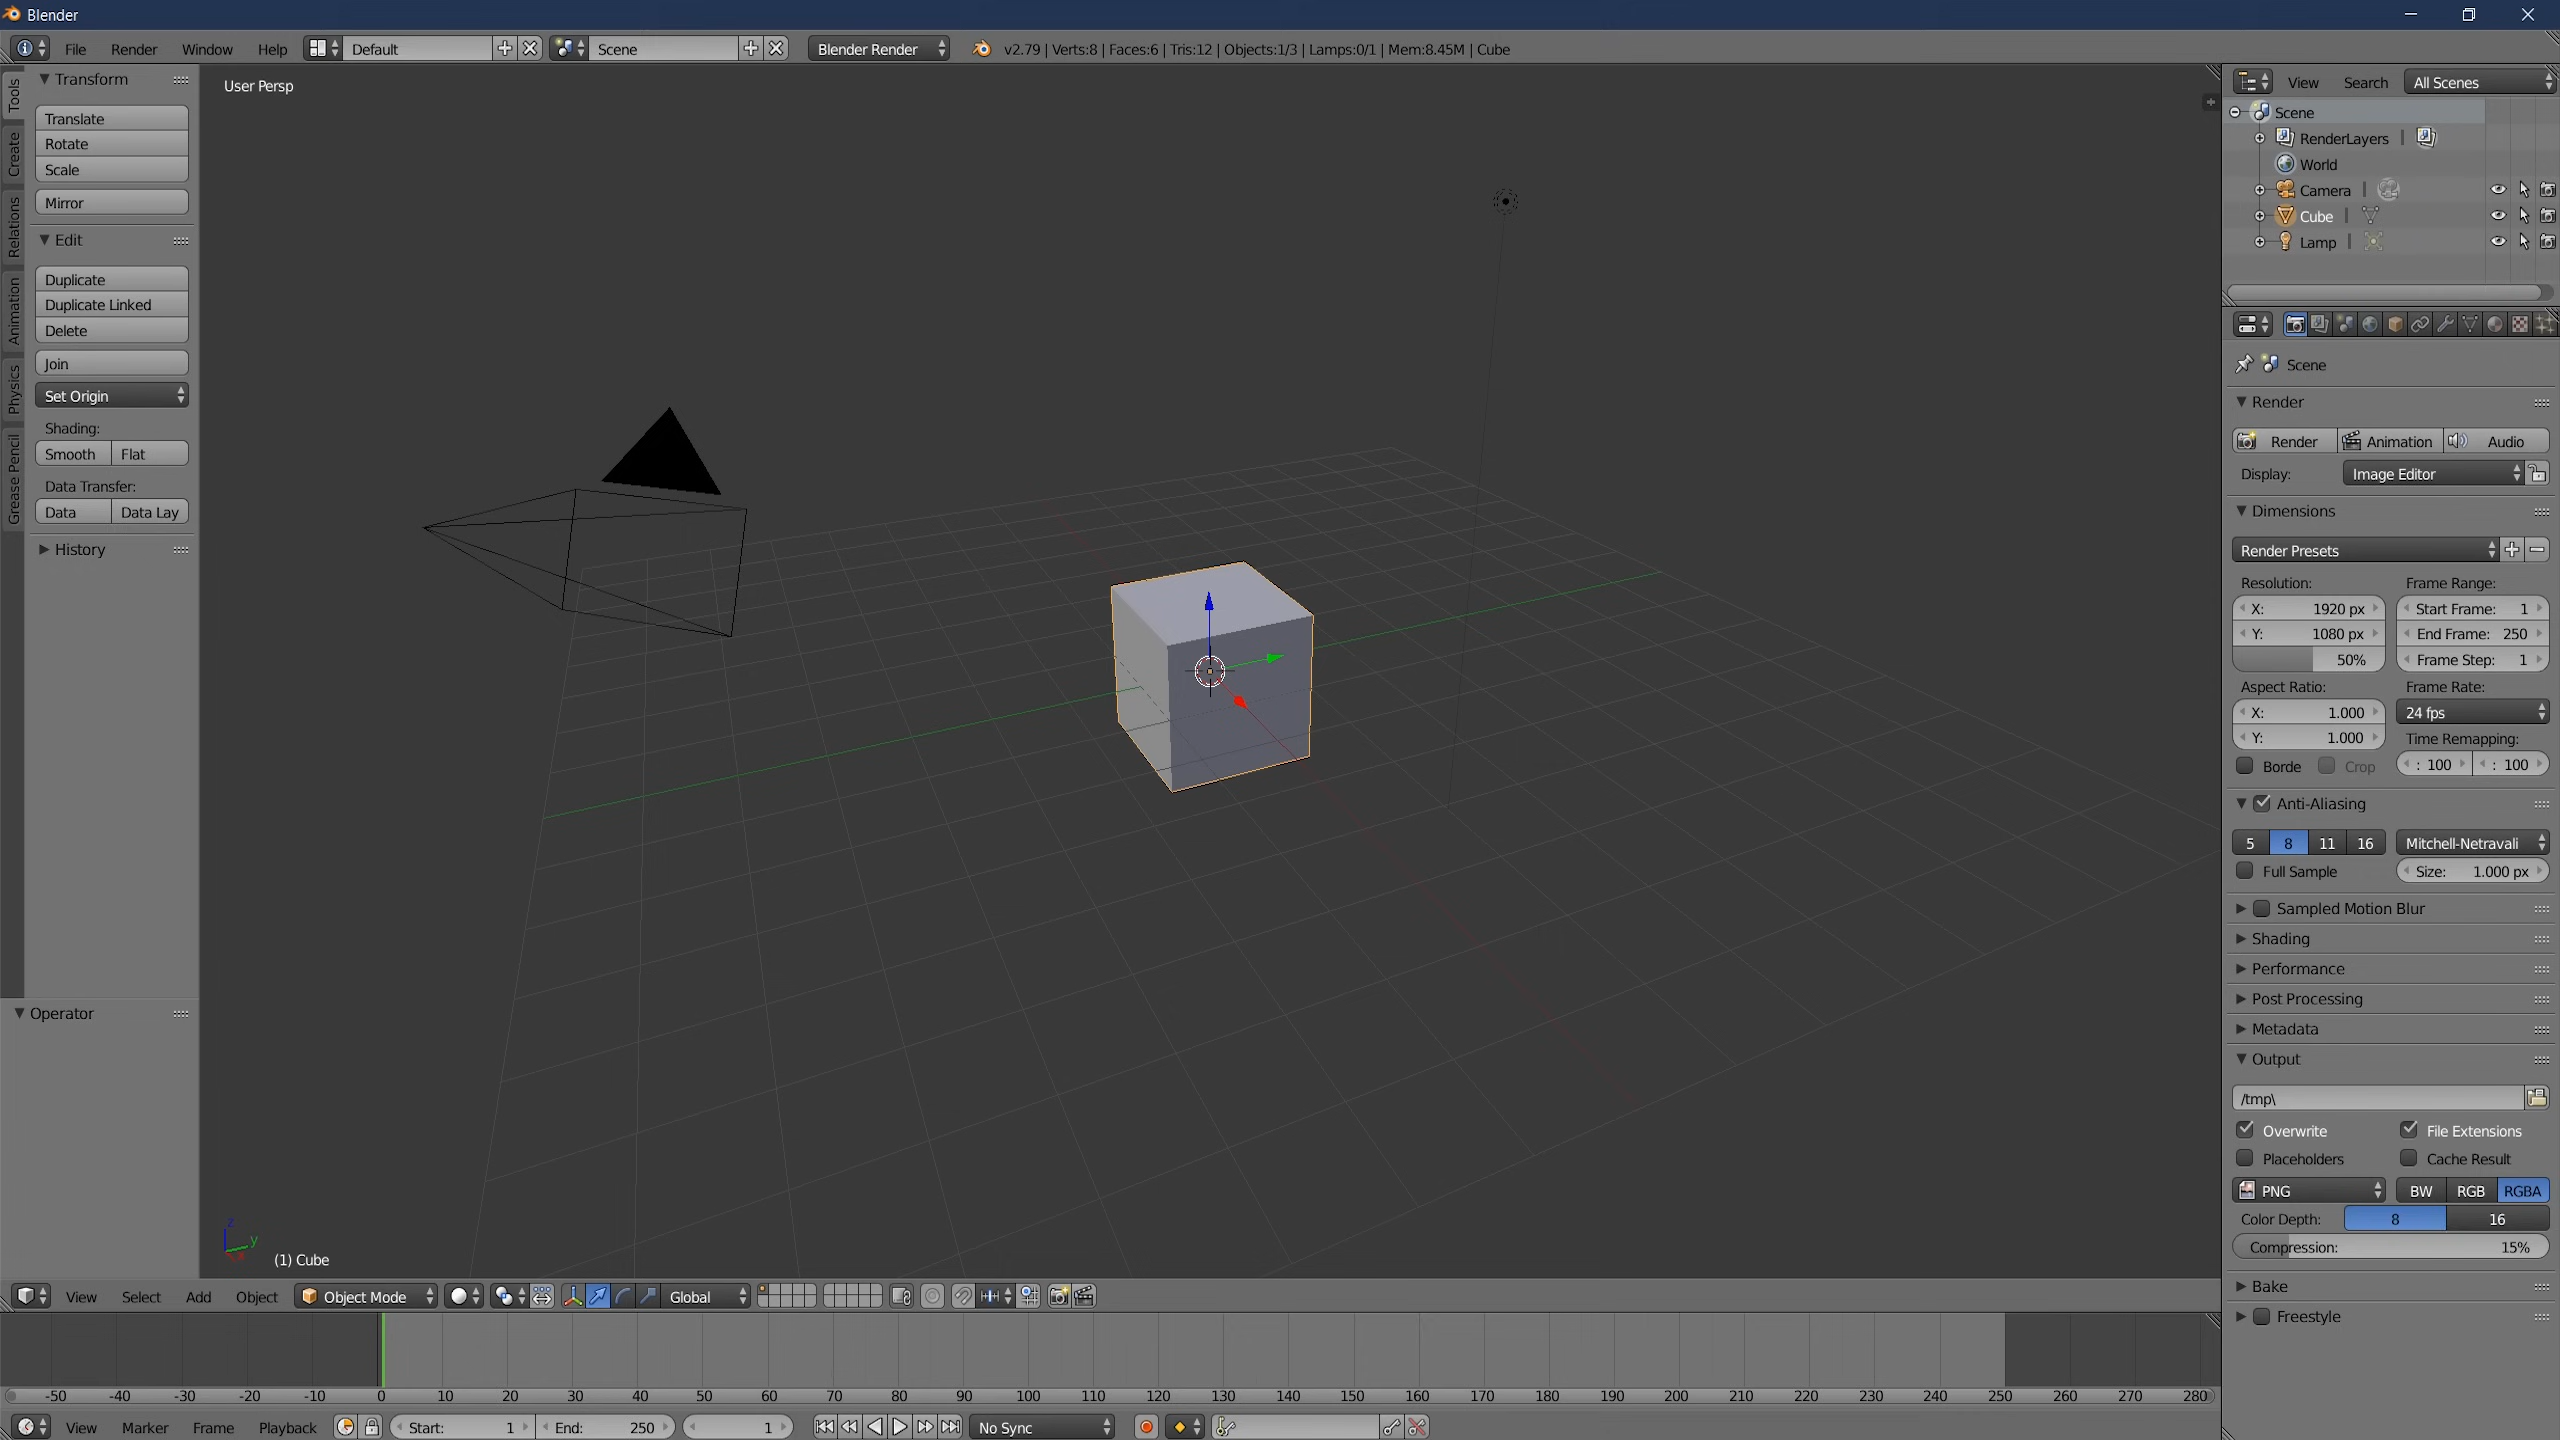 Blender
File Render Window Help Default Scene Blender Render v2.79 | Verts:8 | Faces:6 | Tris:12 | Objects:1/3 | Lamps:0/1 | Mem:8.45M | Cube
Tools
Create
Relations
Animation
Physics
Grease Pencil
Transform
Translate
Rotate
Scale
Mirror
Edit
Duplicate
Duplicate Linked
Delete
Join
Set Origin
Shading:
Smooth Flat
Data Transfer:
Data Data Lay
History
Operator
User Persp
z
y
(1) Cube
View Select Add Object Object Mode Global
-50 -40 -30 -20 -10 0 10 20 30 40 50 60 70 80 90 100 110 120 130 140 150 160 170 180 190 200 210 220 230 240 250 260 270 280
View Marker Frame Playback Start: 1 End: 250 1 No Sync
View Search All Scenes
Scene
RenderLayers
World
Camera
Cube
Lamp
Scene
Render
Render Animation Audio
Display: Image Editor
Dimensions
Render Presets
Resolution: Frame Range:
X: 1920 px Start Frame: 1
Y: 1080 px End Frame: 250
50% Frame Step: 1
Aspect Ratio: Frame Rate:
X: 1.000 24 fps
Y: 1.000 Time Remapping:
Borde Crop : 100 : 100
Anti-Aliasing
5 8 11 16 Mitchell-Netravali
Full Sample Size: 1.000 px
Sampled Motion Blur
Shading
Performance
Post Processing
Metadata
Output
/tmp\
Overwrite File Extensions
Placeholders Cache Result
PNG BW RGB RGBA
Color Depth: 8 16
Compression: 15%
Bake
Freestyle